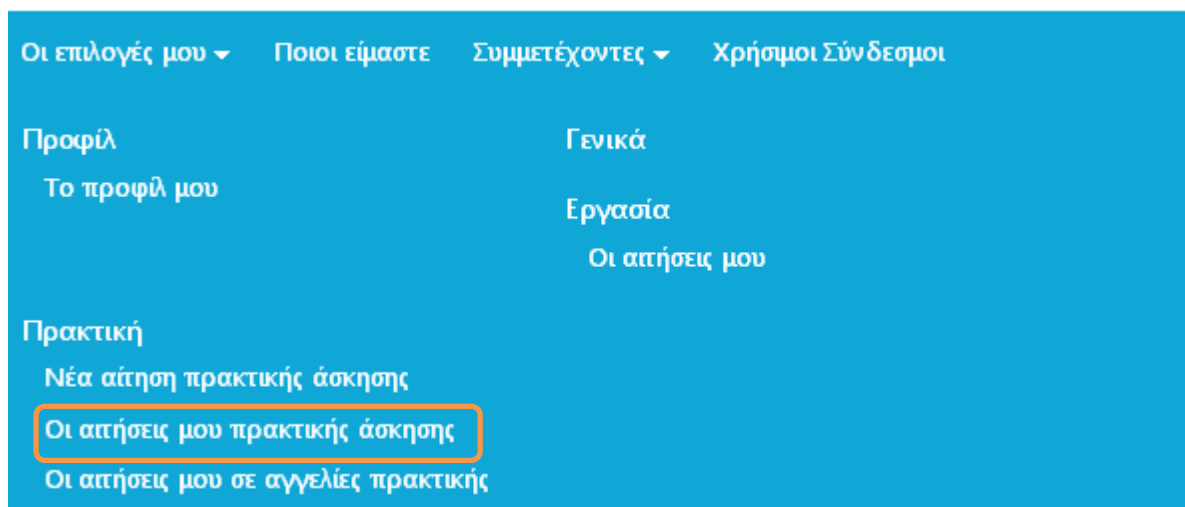 Οι επιλογές μου Ποιοι είμαστε Συμμετέχοντες Χρήσιμοι Σύνδεσμοι
Προφίλ
Το προφίλ μου
Γενικά
Εργασία
Οι αιτήσεις μου
Πρακτική
Νέα αίτηση πρακτικής άσκησης
Οι αιτήσεις μου πρακτικής άσκησης
Οι αιτήσεις μου σε αγγελίες πρακτικής